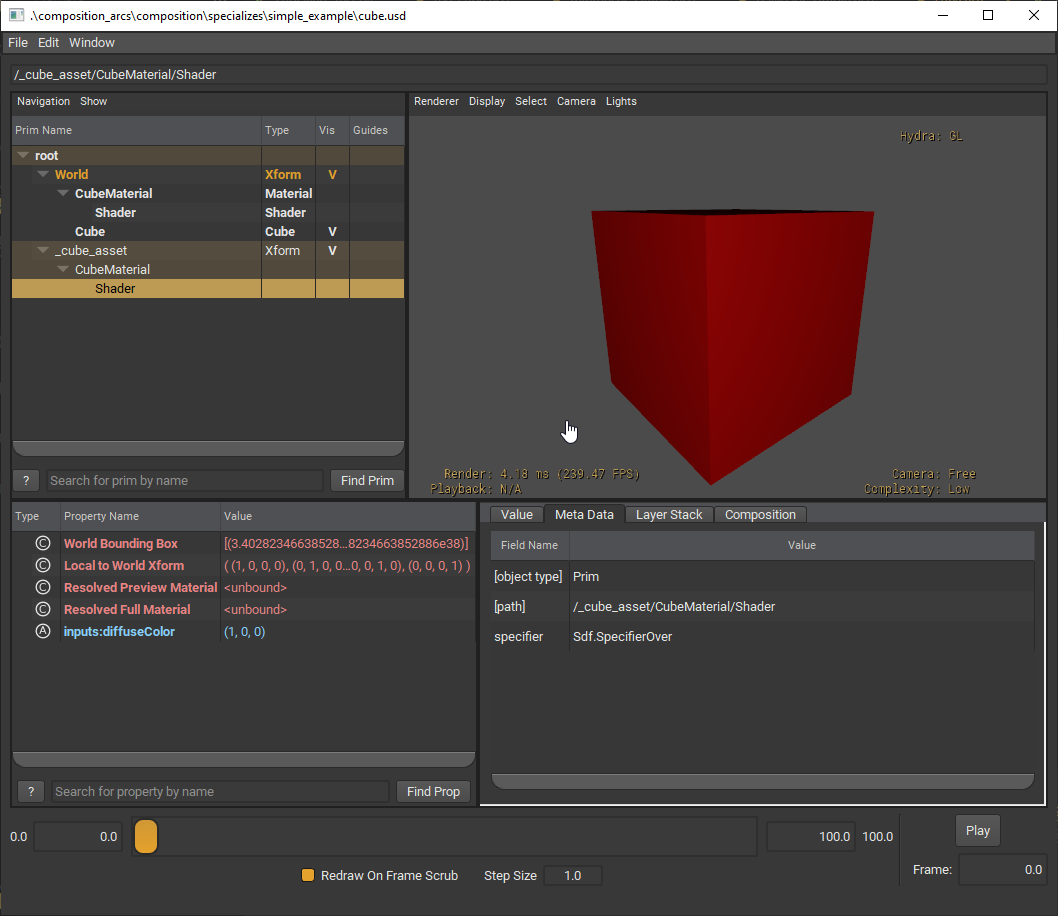 .\composition_arcs\composition\specializes\simple_example\cube.usd
File Edit Window
/_cube_asset/CubeMaterial/Shader
Navigation Show
Prim Name Type Vis Guides
root
World Xform V
CubeMaterial Material
Shader Shader
Cube Cube V
_cube_asset Xform V
CubeMaterial
Shader
? Search for prim by name Find Prim
Renderer Display Select Camera Lights
Hydra: GL
Render: 4.18 ms (239.47 FPS)
Playback: N/A
Camera: Free
Complexity: Low
Type Property Name Value
C World Bounding Box [(3.40282346638528...8234663852886e38)]
C Local to World Xform ( (1, 0, 0, 0), (0, 1, 0, 0...0, 0, 1, 0), (0, 0, 0, 1) )
C Resolved Preview Material <unbound>
C Resolved Full Material <unbound>
A inputs:diffuseColor (1, 0, 0)
? Search for property by name Find Prop
Value Meta Data Layer Stack Composition
Field Name Value
[object type] Prim
[path] /_cube_asset/CubeMaterial/Shader
specifier Sdf.SpecifierOver
0.0 0.0 100.0 100.0
Play
Redraw On Frame Scrub Step Size 1.0
Frame: 0.0